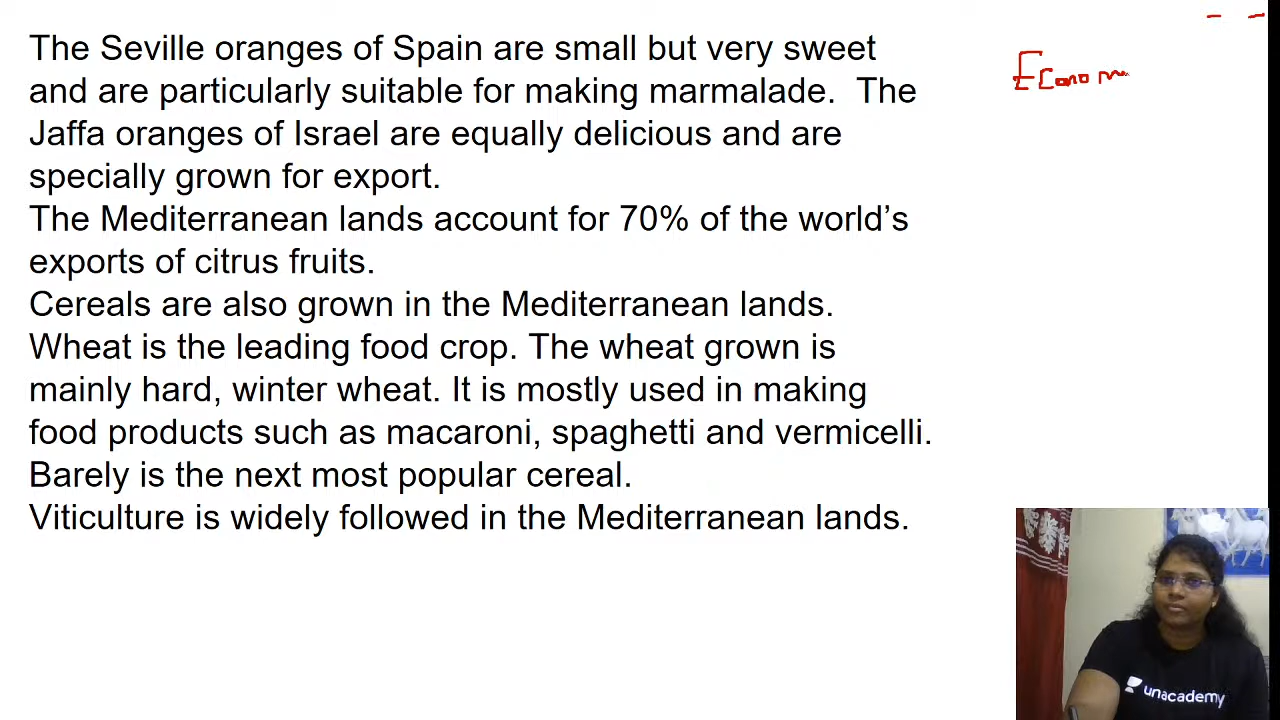 The Seville oranges of Spain are small but very sweet
and are particularly suitable for making marmalade.  The
Jaffa oranges of Israel are equally delicious and are
specially grown for export.
The Mediterranean lands account for 70% of the world’s
exports of citrus fruits.
Cereals are also grown in the Mediterranean lands.
Wheat is the leading food crop. The wheat grown is
mainly hard, winter wheat. It is mostly used in making
food products such as macaroni, spaghetti and vermicelli.
Barely is the next most popular cereal.
Viticulture is widely followed in the Mediterranean lands.
Econom
unacademy